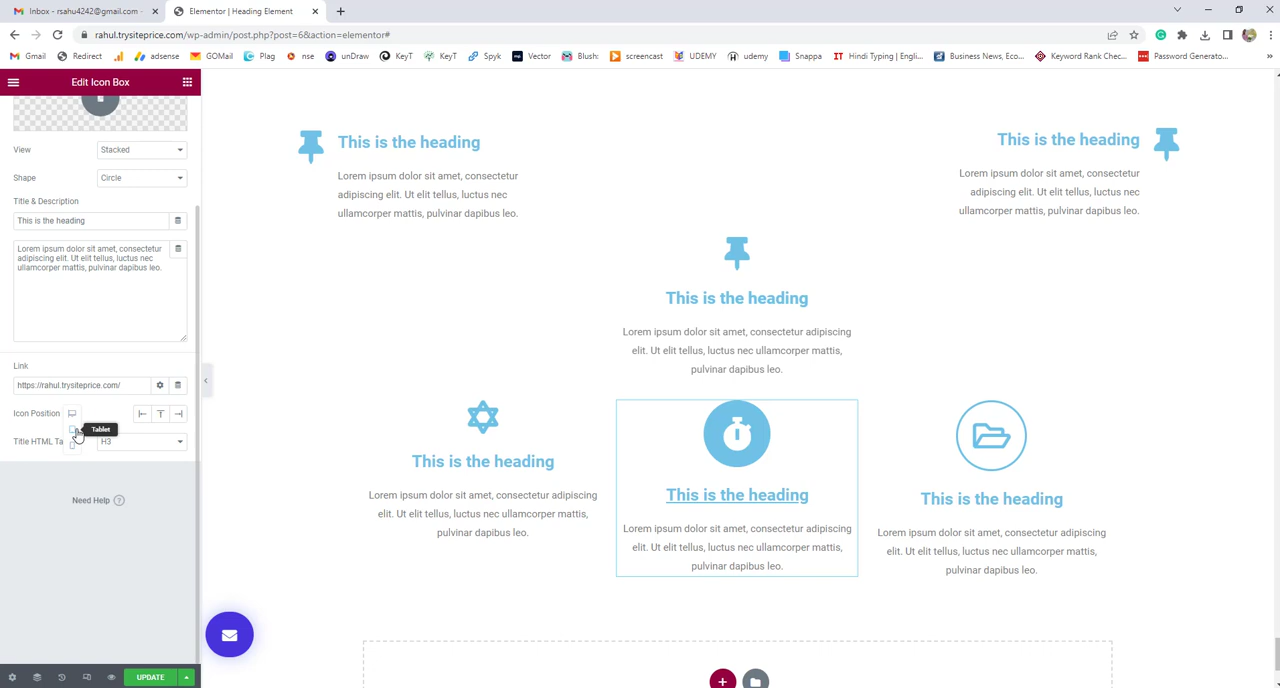 Inbox - rsahu4242@gmail.com -
Elementor | Heading Element
rahul.trysiteprice.com/wp-admin/post.php?post=6&action=elementor#
Gmail
Redirect
adsense
GOMail
Plag
nse
unDraw
KeyT
KeyT
Spyk
Vector
Blush:
screencast
UDEMY
udemy
Snappa
Hindi Typing | Engli...
Business News, Eco...
Keyword Rank Chec...
Password Generato...
»
Edit Icon Box
View
Stacked
Shape
Circle
Title & Description
This is the heading
Lorem ipsum dolor sit amet, consectetur
adipiscing elit. Ut elit tellus, luctus nec
ullamcorper mattis, pulvinar dapibus leo.
Link
https://rahul.trysiteprice.com/
Icon Position
Tablet
Title HTML Ta
H3
Need Help ?
UPDATE
This is the heading
Lorem ipsum dolor sit amet, consectetur
adipiscing elit. Ut elit tellus, luctus nec
ullamcorper mattis, pulvinar dapibus leo.
This is the heading
Lorem ipsum dolor sit amet, consectetur
adipiscing elit. Ut elit tellus, luctus nec
ullamcorper mattis, pulvinar dapibus leo.
This is the heading
Lorem ipsum dolor sit amet, consectetur adipiscing
elit. Ut elit tellus, luctus nec ullamcorper mattis,
pulvinar dapibus leo.
This is the heading
Lorem ipsum dolor sit amet, consectetur adipiscing
elit. Ut elit tellus, luctus nec ullamcorper mattis,
pulvinar dapibus leo.
This is the heading
Lorem ipsum dolor sit amet, consectetur adipiscing
elit. Ut elit tellus, luctus nec ullamcorper mattis,
pulvinar dapibus leo.
This is the heading
Lorem ipsum dolor sit amet, consectetur adipiscing
elit. Ut elit tellus, luctus nec ullamcorper mattis,
pulvinar dapibus leo.